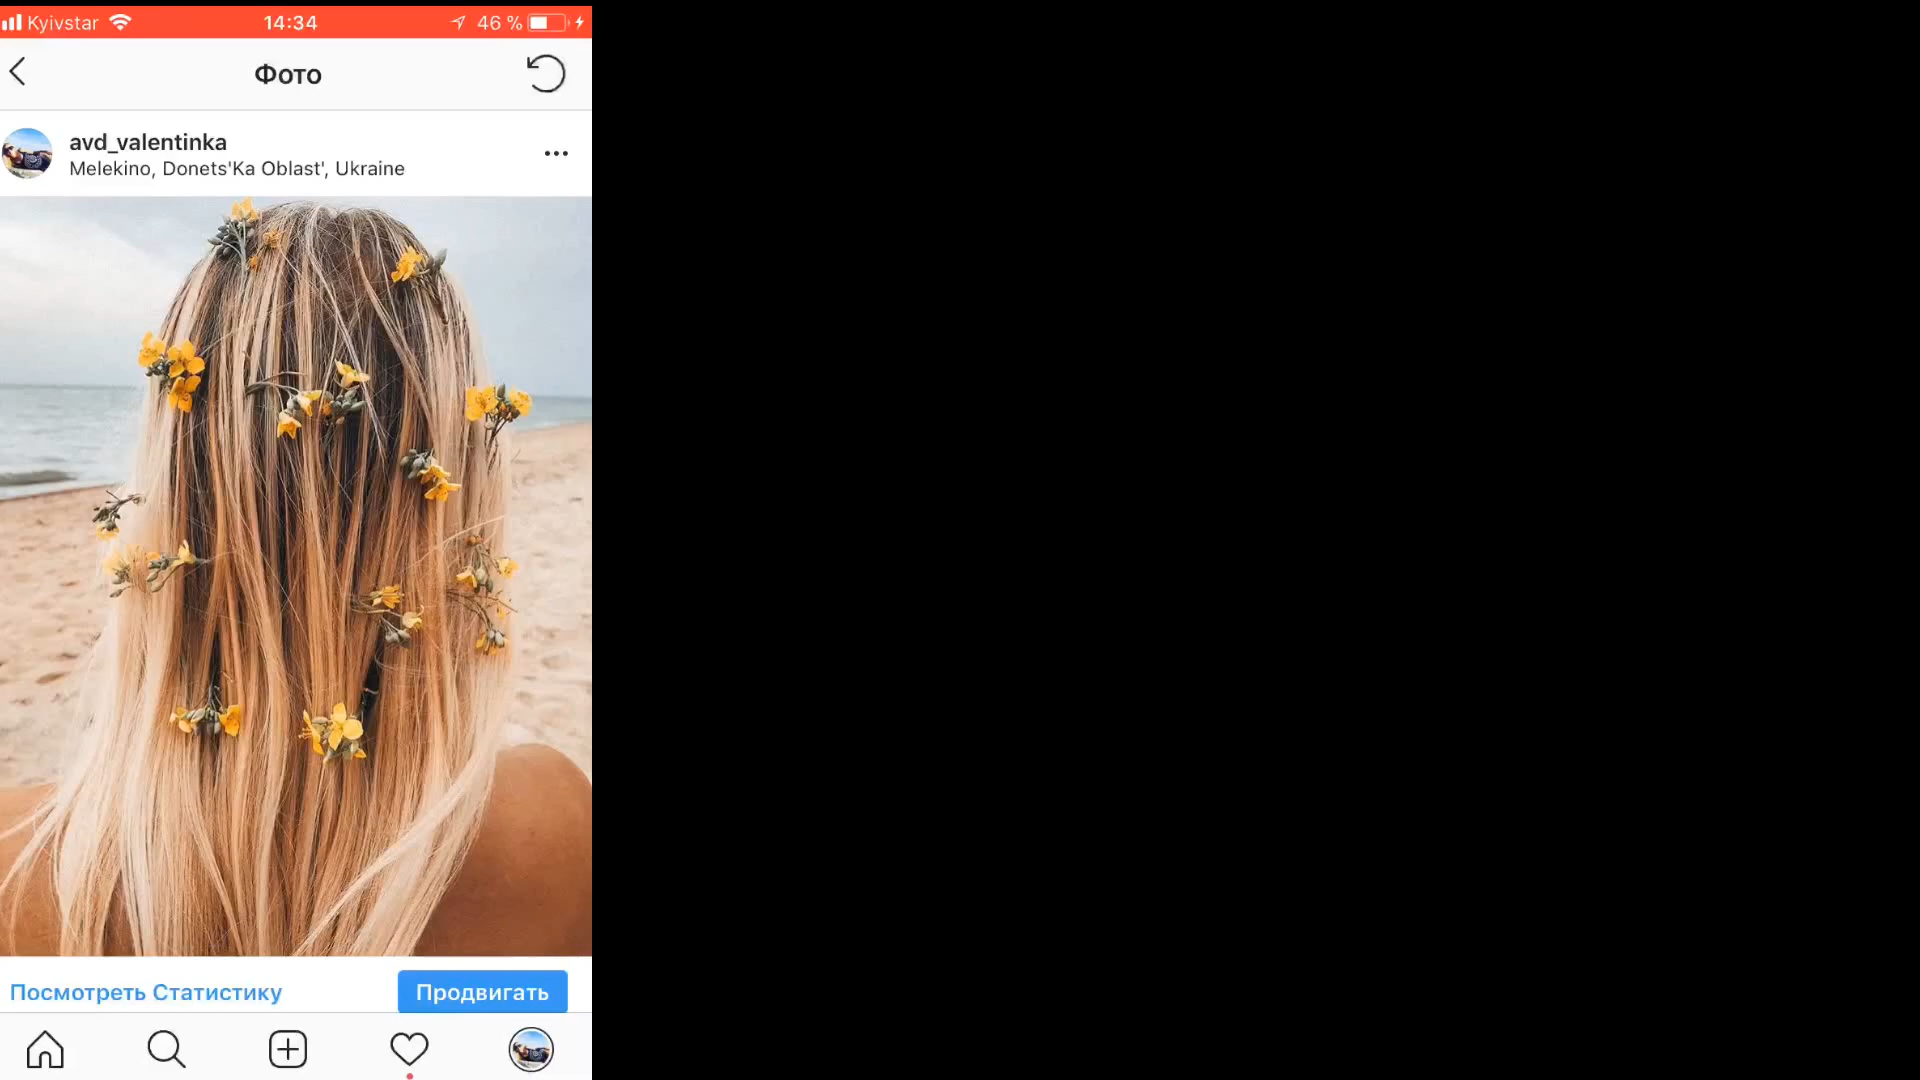 Kyivstar 14:34 46 %
Фото
avd_valentinka
Melekino, Donets'Ka Oblast', Ukraine
Посмотреть Статистику Продвигать